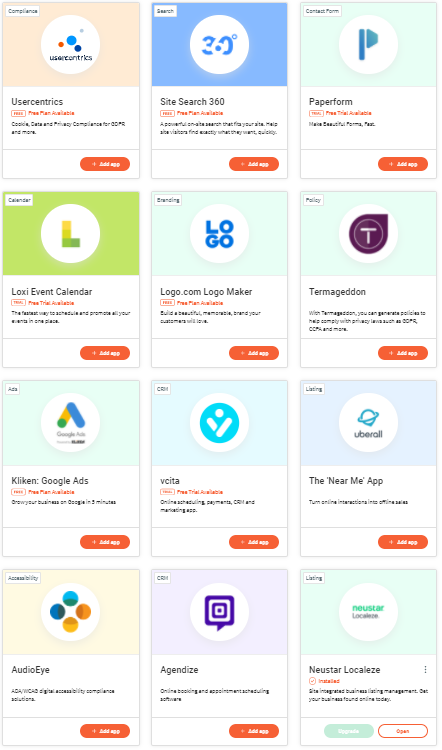 Compliance
usercentrics
Usercentrics
FREE Free Plan Available
Cookie, Data and Privacy Compliance for GDPR,
and more.
+ Add app
Search
360°
Site Search 360
FREE Free Plan Available
A powerful on-site search that fits your site. Help
site visitors find exactly what they want, quickly.
+ Add app
Contact Form
Paperform
TRIAL Free Trial Available
Make Beautiful Forms, Fast.
+ Add app
Calendar
L
Loxi Event Calendar
TRIAL Free Trial Available
The fastest way to schedule and promote all your
events in one place.
+ Add app
Branding
LO
GO
Logo.com Logo Maker
FREE Free Plan Available
Build a beautiful, memorable, brand your
customers will love.
+ Add app
Policy
T
Termageddon
With Termageddon, you can generate policies to
help comply with privacy laws such as GDPR,
CCPA and more.
+ Add app
Ads
Google Ads
Kliken: Google Ads
FREE Free Plan Available
Grow your business on Google in 5 minutes
+ Add app
CRM
vcita
TRIAL Free Trial Available
Online scheduling, payments, CRM and
marketing app.
+ Add app
Listing
uberall
The 'Near Me' App
Turn online interactions into offline sales
+ Add app
Accessibility
AudioEye
ADA/WCAG digital accessibility compliance
solutions.
+ Add app
CRM
Agendize
Online booking and appointment scheduling
software
+ Add app
Listing
neustar
Localeze.
Neustar Localeze
Installed
Site integrated business listing management. Get
your business found online today.
Upgrade
Open